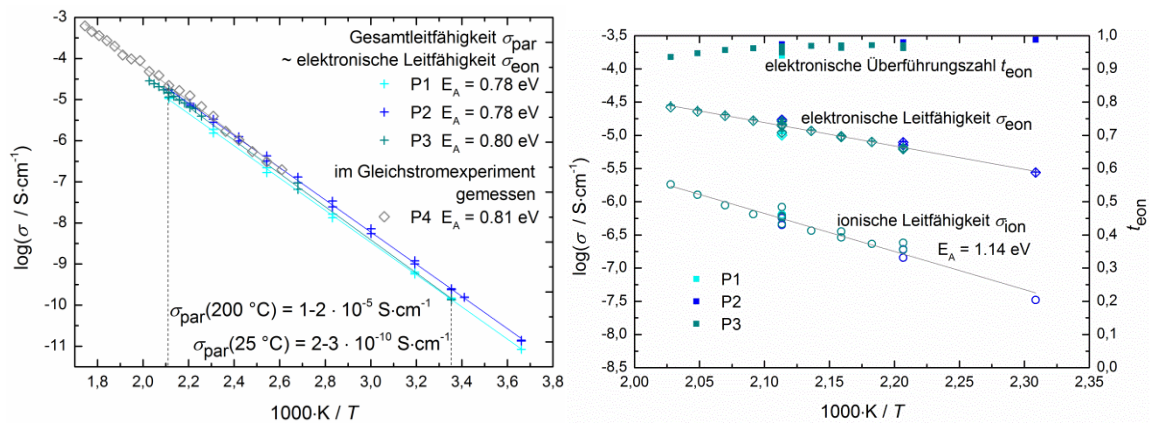 Gesamtleitfähigkeit σpar
~ elektronische Leitfähigkeit σeon
P1 EA = 0.78 eV
P2 EA = 0.78 eV
P3 EA = 0.80 eV
im Gleichstromexperiment
gemessen
P4 EA = 0.81 eV
σpar(200 °C) = 1-2 · 10-5 S·cm-1
σpar(25 °C) = 2-3 · 10-10 S·cm-1
log(σ / S·cm-1)
-3
-4
-5
-6
-7
-8
-9
-10
-11
1,8
2,0
2,2
2,4
2,6
2,8
3,0
3,2
3,4
3,6
1000·K / T
elektronische Überführungszahl teon
elektronische Leitfähigkeit σeon
ionische Leitfähigkeit σion
EA = 1.14 eV
P1
P2
P3
log(σ / S·cm-1)
-3,5
-4,0
-4,5
-5,0
-5,5
-6,0
-6,5
-7,0
-7,5
-8,0
-8,5
2,00
2,05
2,10
2,15
2,20
2,25
2,30
2,35
1000·K / T
1,0
0,9
0,8
0,7
0,6
0,5
0,4
0,3
0,2
0,1
0,0
teon